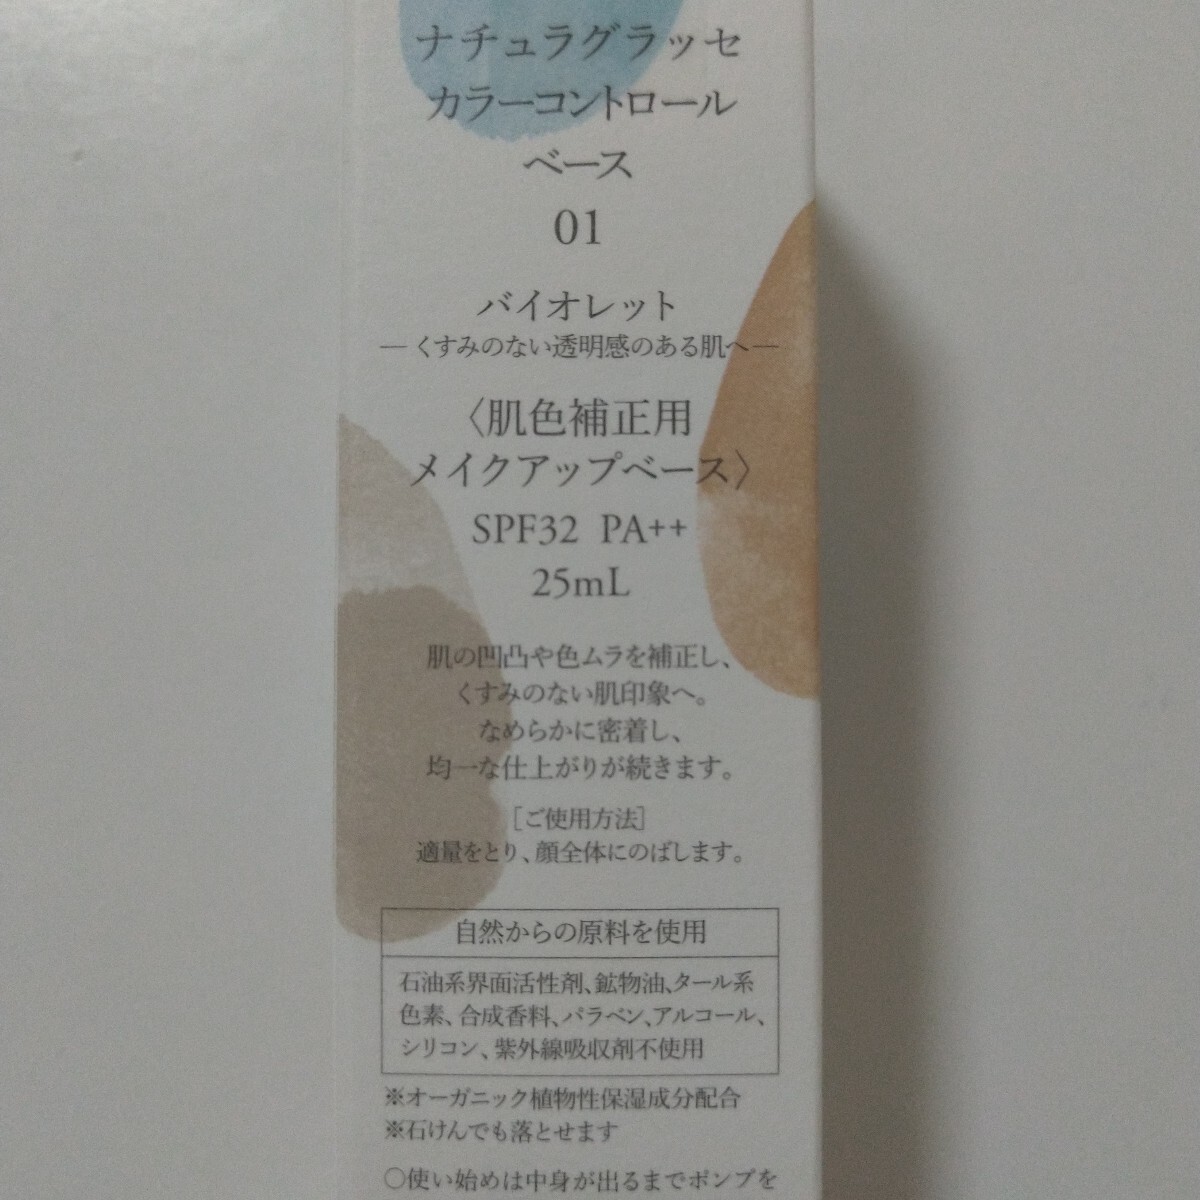 ナチュラグラッセ
カラーコントロール
ベース
01
バイオレット
―くすみのない透明感のある肌へ―
〈肌色補正用
メイクアップベース〉
SPF32 PA++
25mL
肌の凹凸や色ムラを補正し、
くすみのない肌印象へ。
なめらかに密着し、
均一な仕上がりが続きます。
[ご使用方法]
適量をとり、顔全体にのばします。
自然からの原料を使用
石油系界面活性剤、鉱物油、タール系
色素、合成香料、パラベン、アルコール、
シリコン、紫外線吸収剤不使用
※オーガニック植物性保湿成分配合
※石けんでも落とせます
○使い始めは中身が出るまでポンプを